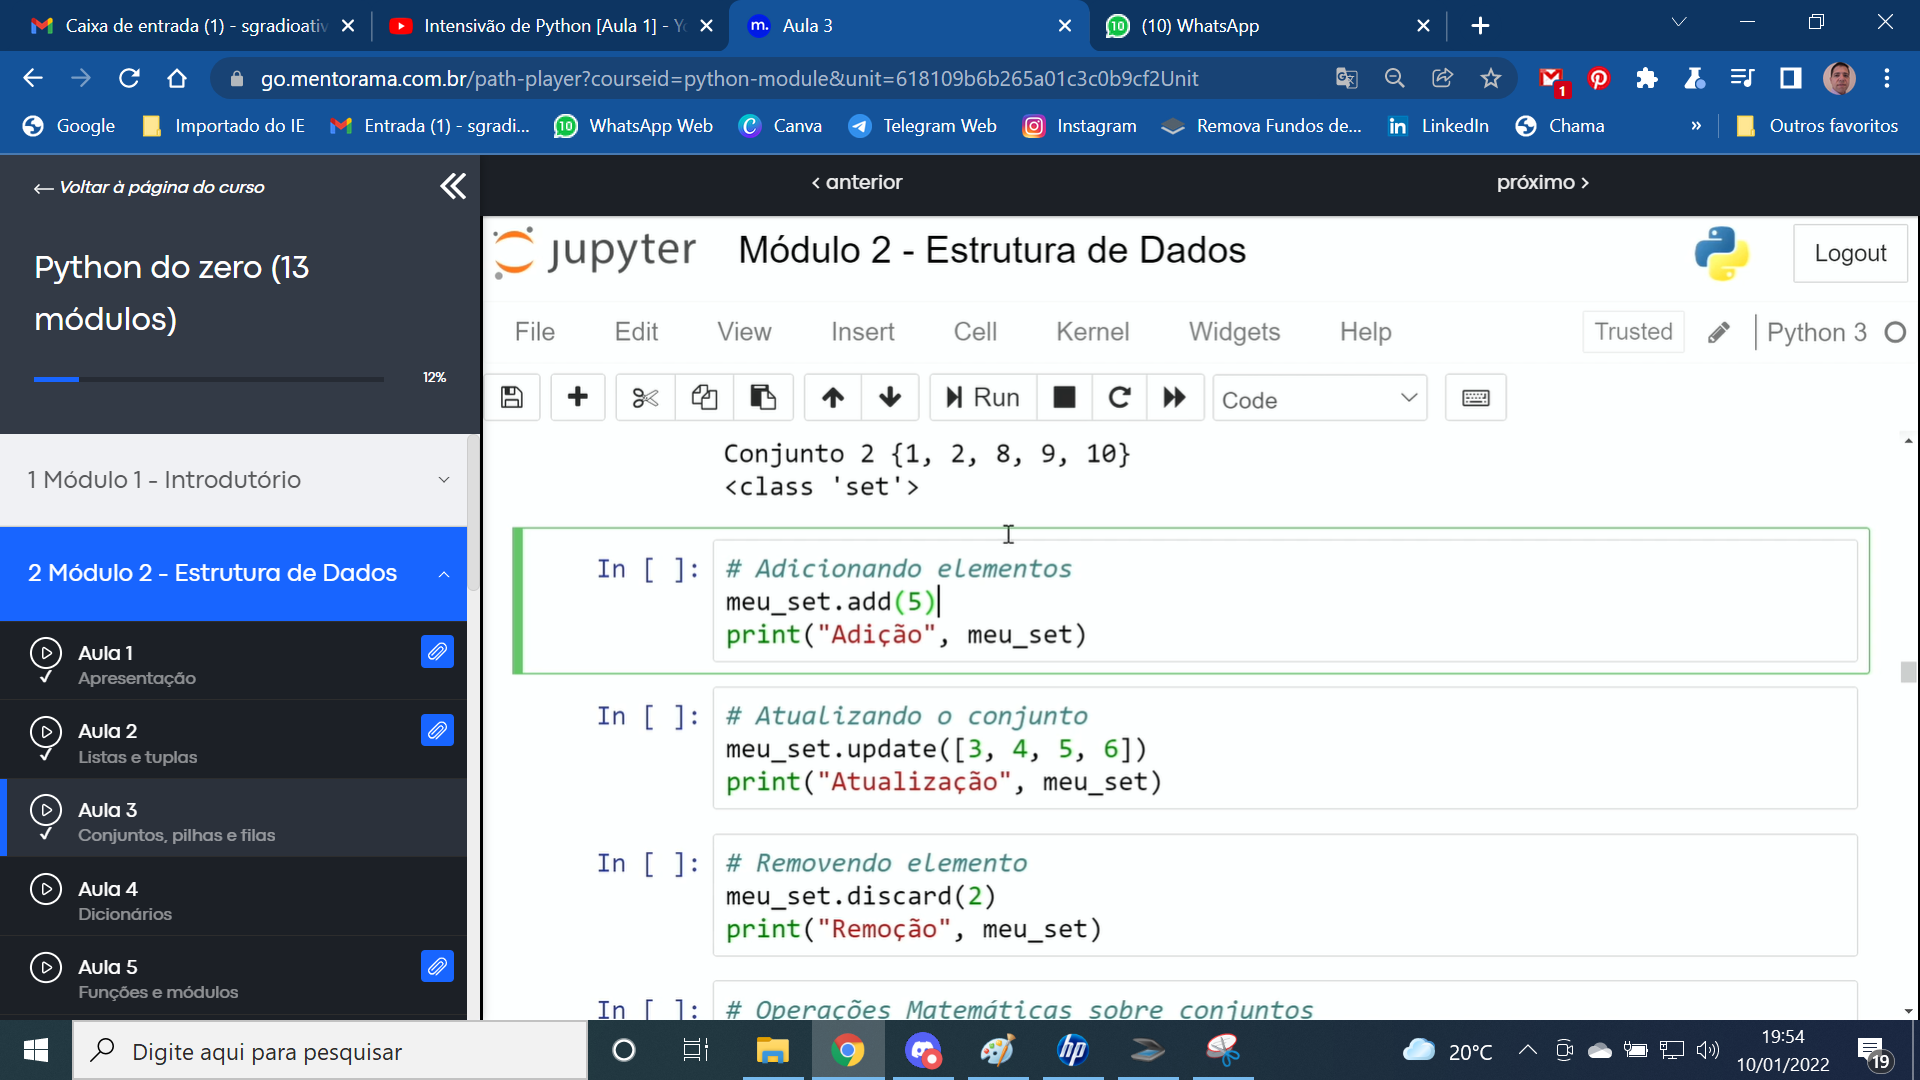 Caixa de entrada (1) - sgradioativ
Intensivão de Python [Aula 1] - Yo
Aula 3
(10) WhatsApp
go.mentorama.com.br/path-player?courseid=python-module&unit=618109b6b265a01c3c0b9cf2Unit
1
Google
Importado do IE
Entrada (1) - sgradi...
10 WhatsApp Web
Canva
Telegram Web
Instagram
Remova Fundos de...
LinkedIn
Chama
»
Outros favoritos
← Voltar à página do curso
‹ anterior
próximo ›
Python do zero (13
módulos)
12%
1 Módulo 1 - Introdutório
2 Módulo 2 - Estrutura de Dados
Aula 1
Apresentação
Aula 2
Listas e tuplas
Aula 3
Conjuntos, pilhas e filas
Aula 4
Dicionários
Aula 5
Funções e módulos
jupyter Módulo 2 - Estrutura de Dados
Logout
File Edit View Insert Cell Kernel Widgets Help
Trusted
Python 3
Run
Code
Conjunto 2 {1, 2, 8, 9, 10}
<class 'set'>
In [ ]: # Adicionando elementos
meu_set.add(5)
print("Adição", meu_set)
In [ ]: # Atualizando o conjunto
meu_set.update([3, 4, 5, 6])
print("Atualização", meu_set)
In [ ]: # Removendo elemento
meu_set.discard(2)
print("Remoção", meu_set)
In [ ]: # Operações Matemáticas sobre conjuntos
Digite aqui para pesquisar
hp
20°C
19:54
10/01/2022
19